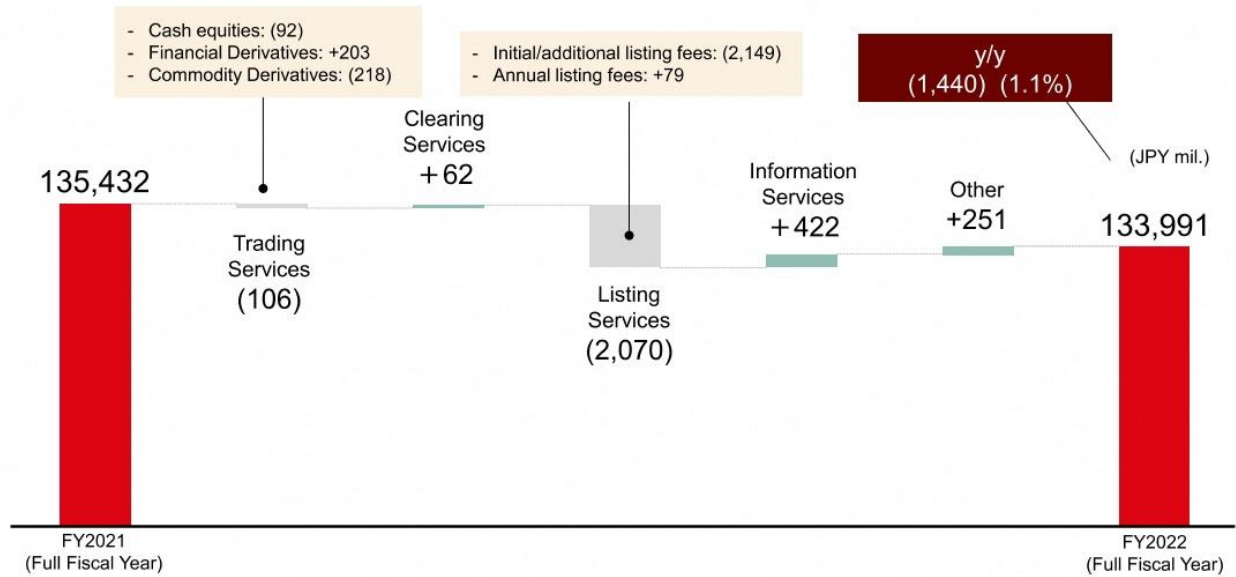 - Cash equities: (92)
- Financial Derivatives: +203
- Commodity Derivatives: (218)
- Initial/additional listing fees: (2,149)
- Annual listing fees: +79
y/y
(1,440) (1.1%)
(JPY mil.)
135,432
Trading
Services
(106)
Clearing
Services
+62
Listing
Services
(2,070)
Information
Services
+422
Other
+251
133,991
FY2021
(Full Fiscal Year)
FY2022
(Full Fiscal Year)